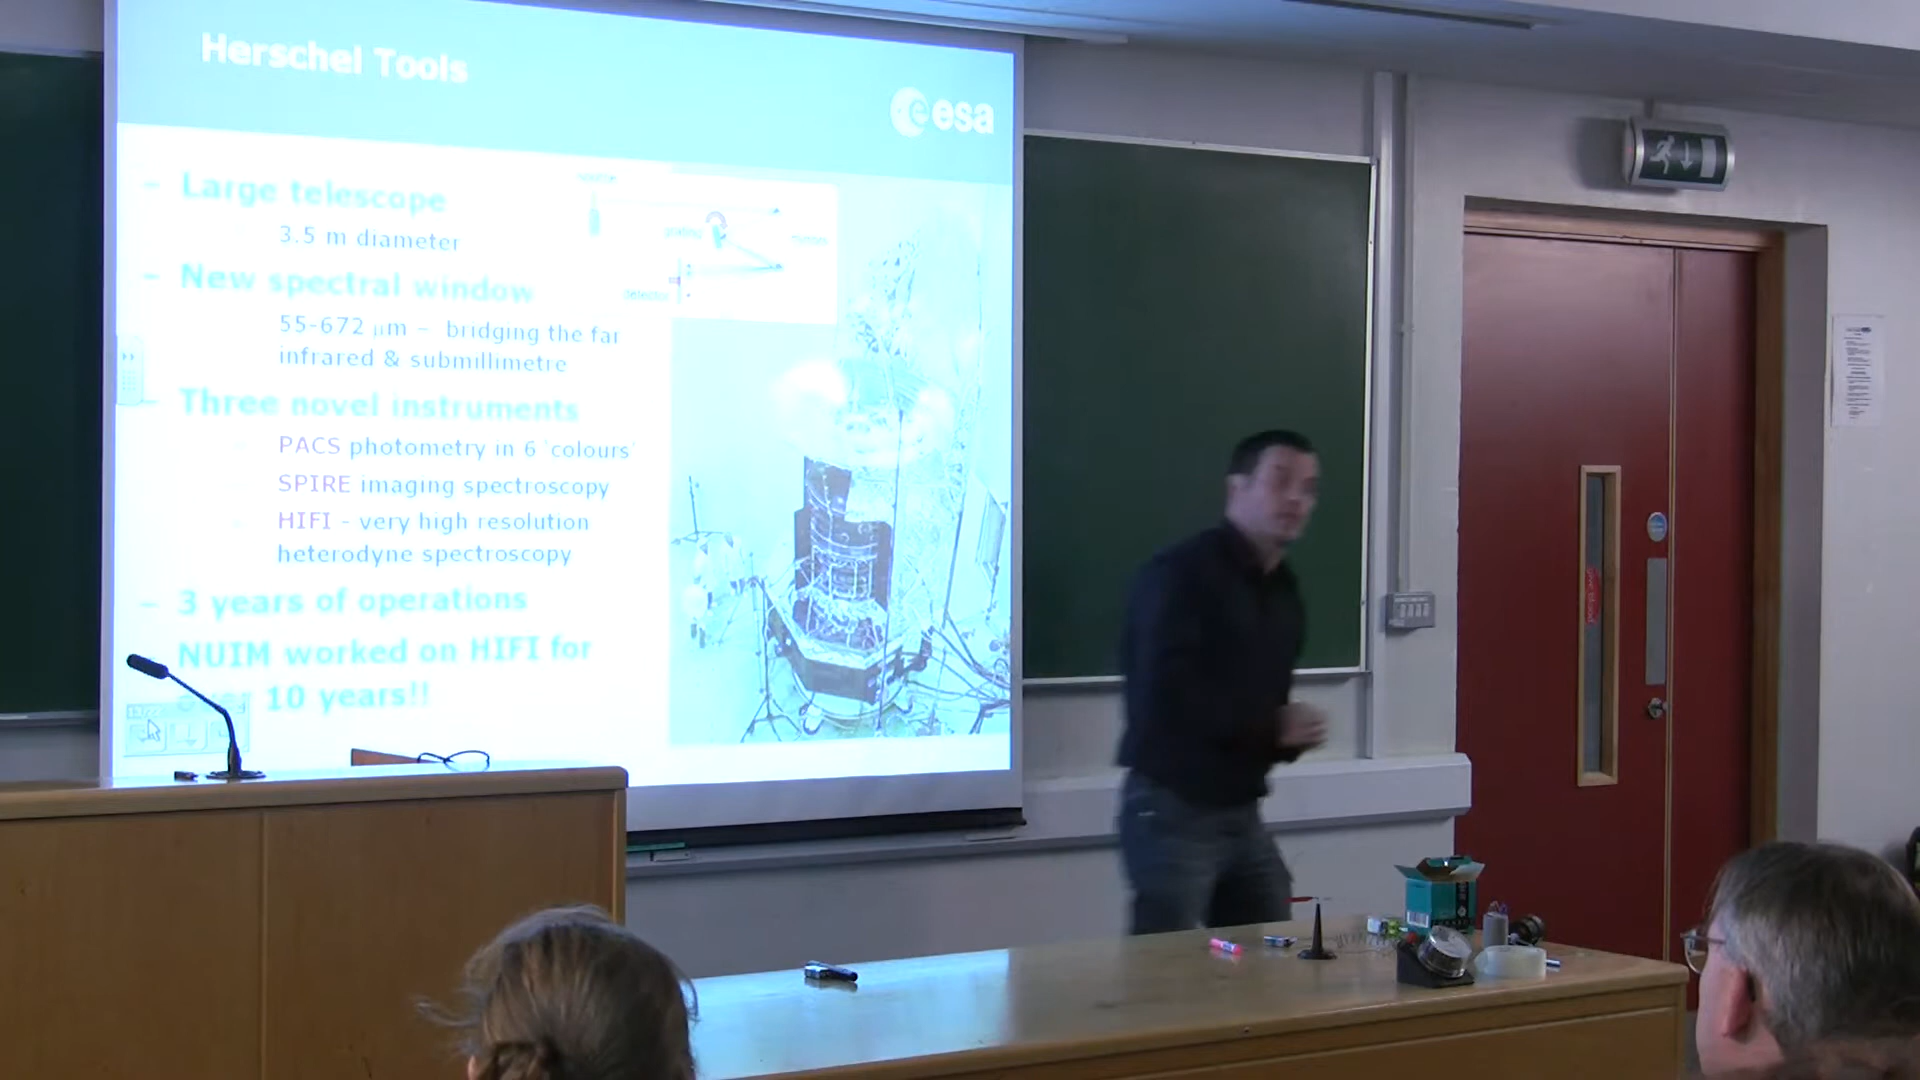 Herschel Tools
esa
– Large telescope
3.5 m diameter
– New spectral window
55-672 μm – bridging the far
infrared & submillimetre
– Three novel instruments
PACS photometry in 6 'colours'
SPIRE imaging spectroscopy
HIFI - very high resolution
heterodyne spectroscopy
– 3 years of operations
NUIM worked on HIFI for
10 years!!
grating
detector